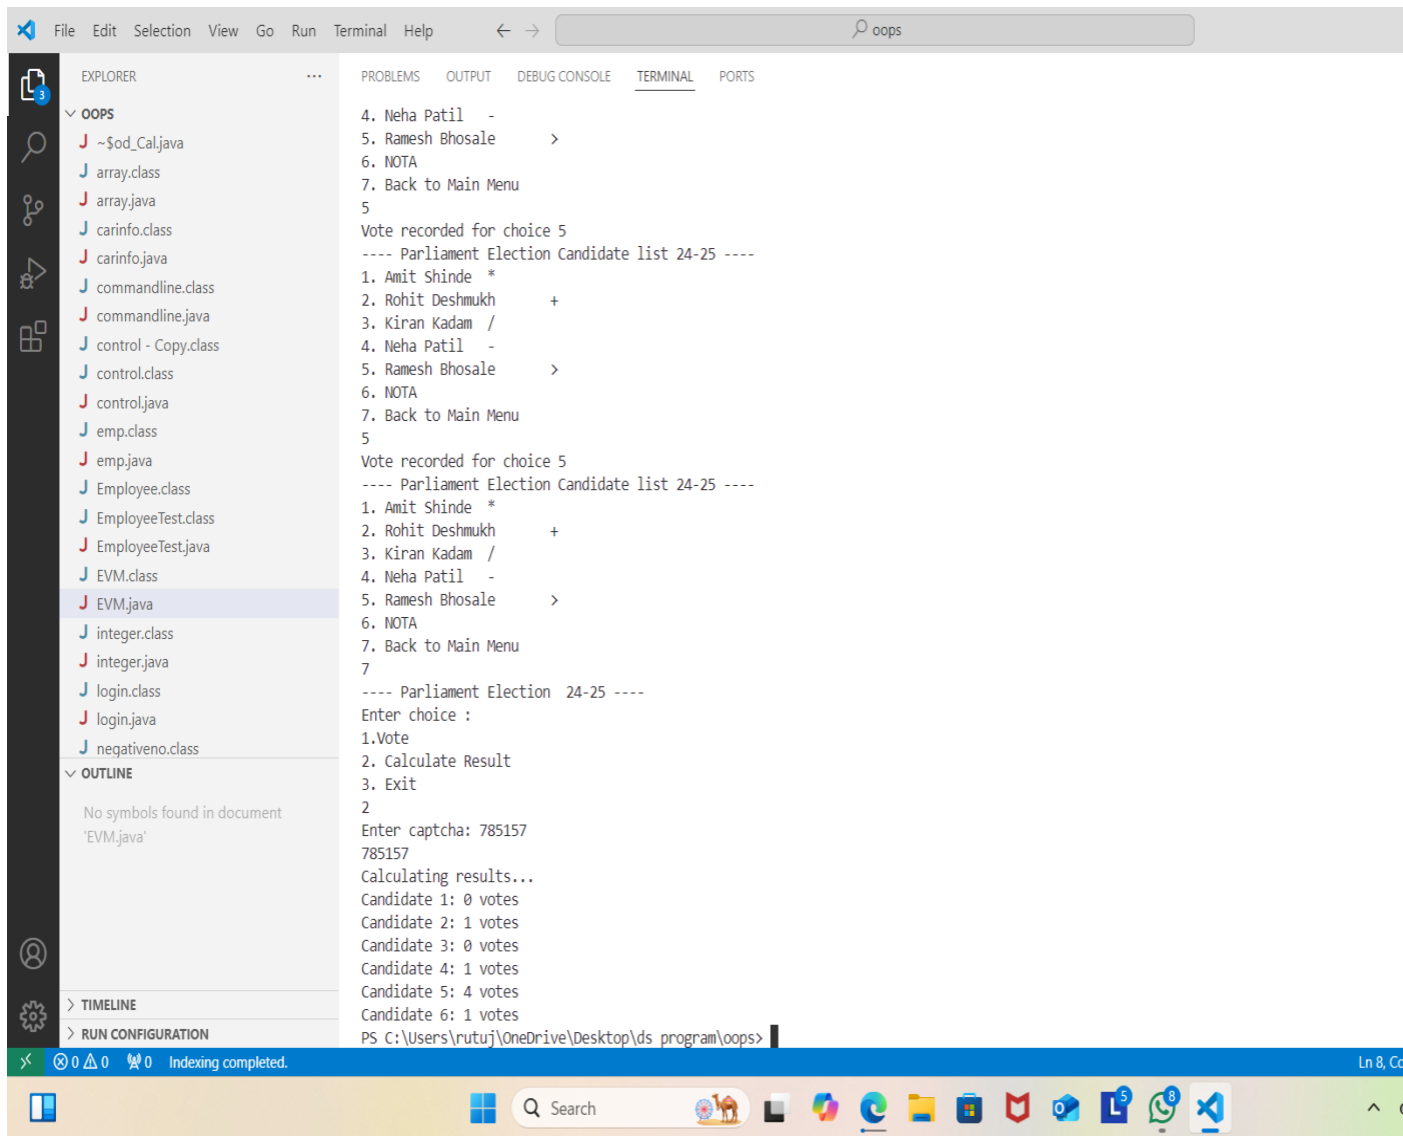 File Edit Selection View Go Run Terminal Help
oops
EXPLORER
3
OOPS
~$od_Cal.java
array.class
array.java
carinfo.class
carinfo.java
commandline.class
commandline.java
control - Copy.class
control.class
control.java
emp.class
emp.java
Employee.class
EmployeeTest.class
EmployeeTest.java
EVM.class
EVM.java
integer.class
integer.java
login.class
login.java
negativeno.class
OUTLINE
No symbols found in document
'EVM.java'
TIMELINE
RUN CONFIGURATION
PROBLEMS OUTPUT DEBUG CONSOLE TERMINAL PORTS
4. Neha Patil -
5. Ramesh Bhosale >
6. NOTA
7. Back to Main Menu
5
Vote recorded for choice 5
---- Parliament Election Candidate list 24-25 ----
1. Amit Shinde *
2. Rohit Deshmukh +
3. Kiran Kadam /
4. Neha Patil -
5. Ramesh Bhosale >
6. NOTA
7. Back to Main Menu
5
Vote recorded for choice 5
---- Parliament Election Candidate list 24-25 ----
1. Amit Shinde *
2. Rohit Deshmukh +
3. Kiran Kadam /
4. Neha Patil -
5. Ramesh Bhosale >
6. NOTA
7. Back to Main Menu
7
---- Parliament Election 24-25 ----
Enter choice :
1.Vote
2. Calculate Result
3. Exit
2
Enter captcha: 785157
785157
Calculating results...
Candidate 1: 0 votes
Candidate 2: 1 votes
Candidate 3: 0 votes
Candidate 4: 1 votes
Candidate 5: 4 votes
Candidate 6: 1 votes
PS C:\Users\rutuj\OneDrive\Desktop\ds program\oops>
0 0 0 Indexing completed.
Ln 8, Co
Search
L 5
8